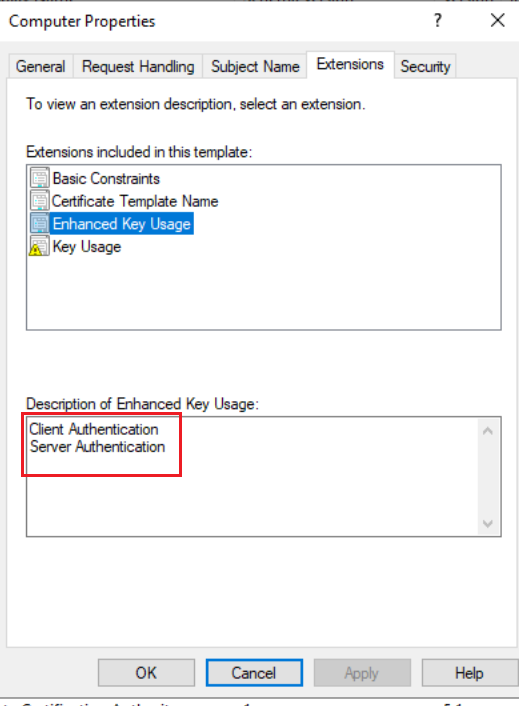 Computer Properties
?
General Request Handling Subject Name Extensions Security
To view an extension description, select an extension.
Extensions included in this template:
Basic Constraints
Certificate Template Name
Enhanced Key Usage
Key Usage
Description of Enhanced Key Usage:
Client Authentication
Server Authentication
OK Cancel Apply Help